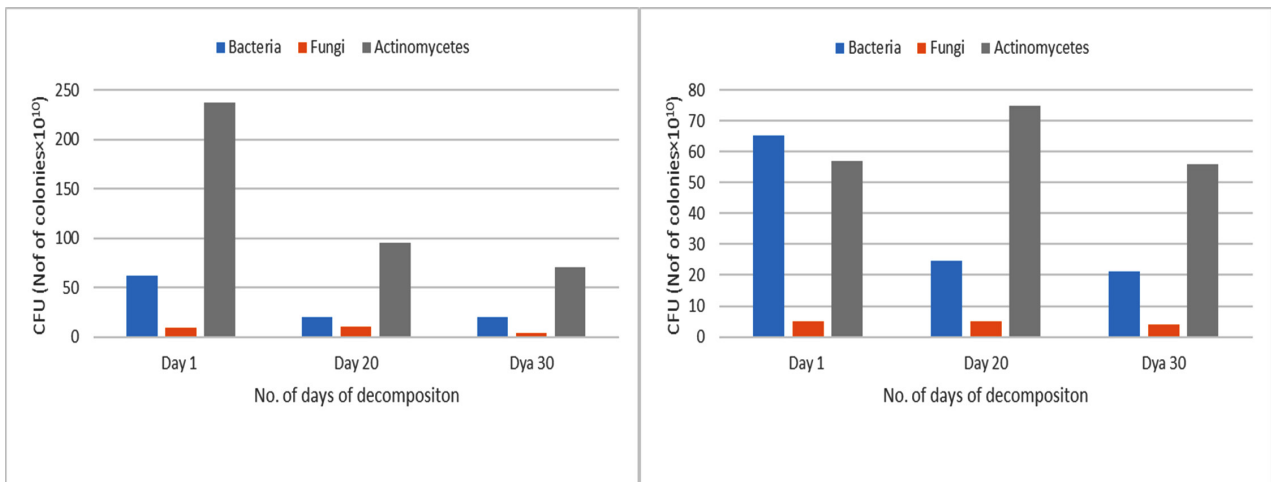 Bacteria Fungi Actinomycetes
CFU (Nof of colonies×10¹⁰)
250
200
150
100
50
0
Day 1 Day 20 Dya 30
No. of days of decompositon
Bacteria Fungi Actinomycetes
CFU (Nof of colonies×10¹⁰)
80
70
60
50
40
30
20
10
0
Day 1 Day 20 Dya 30
No. of days of decompositon